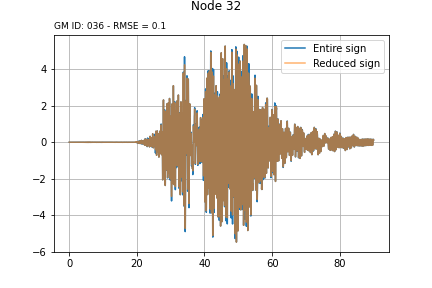 Node 32
GM ID: 036 - RMSE = 0.1
Entire sign
Reduced sign
4
2
0
−2
−4
−6
0 20 40 60 80